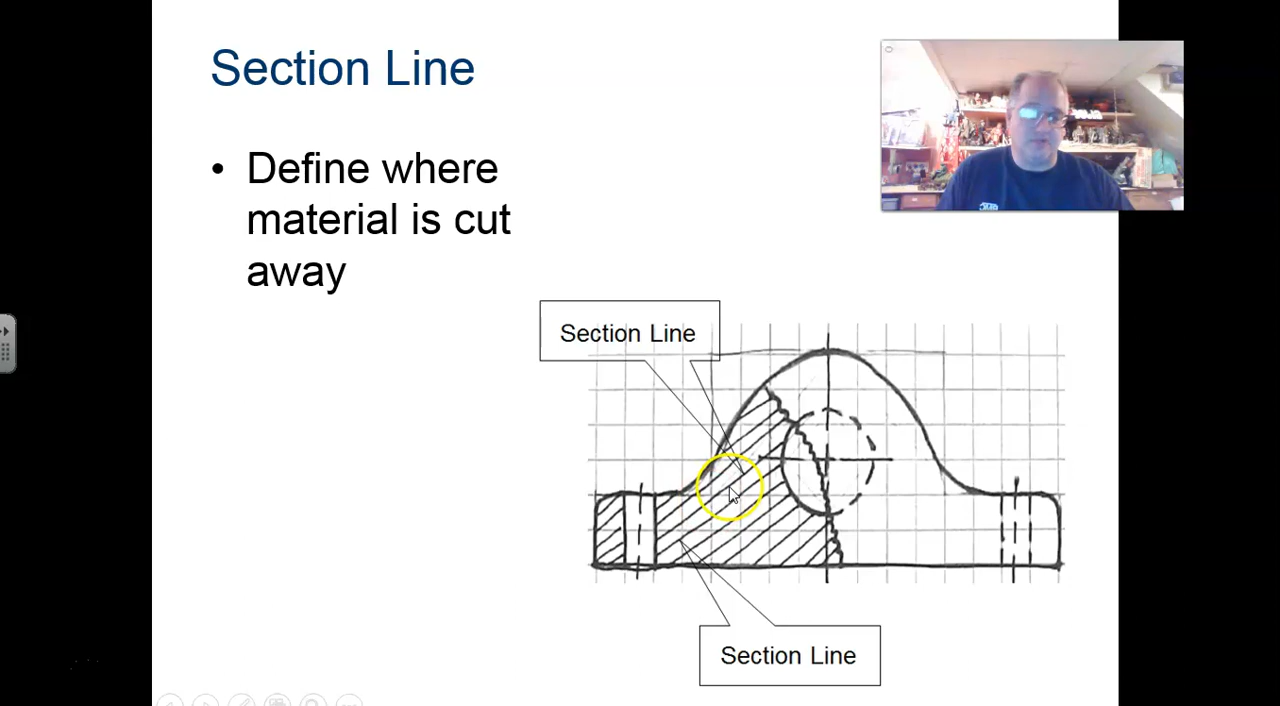 Section Line
• Define where
material is cut
away
Section Line
Section Line